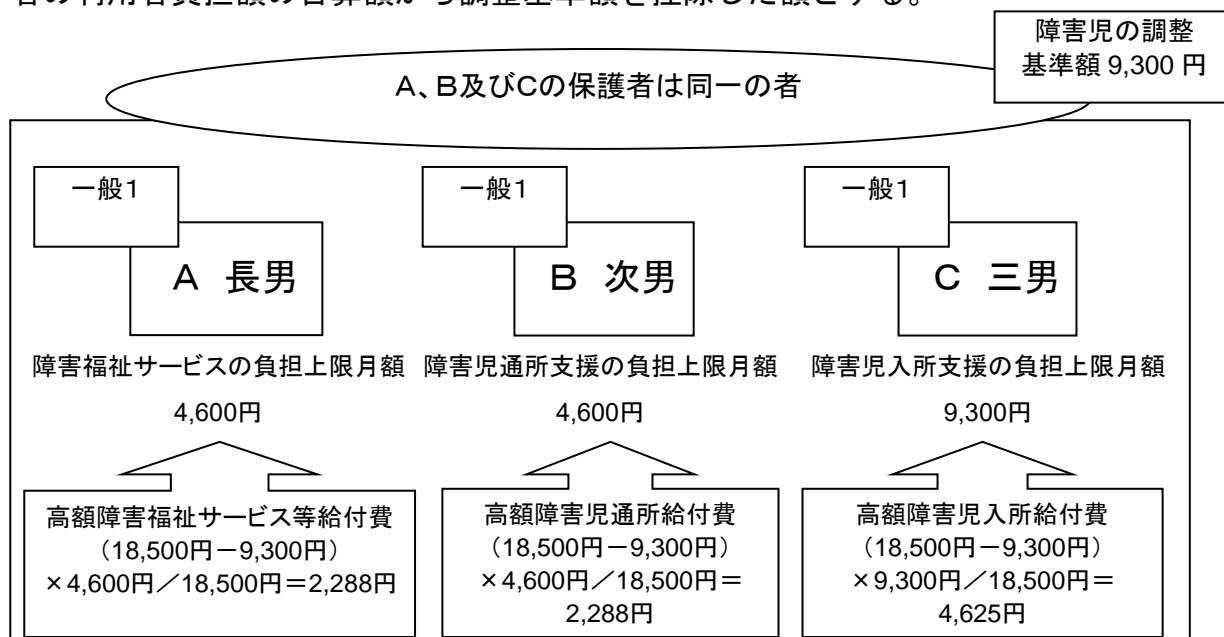 者の利用者負担額の合算額から調整基準額を控除した額とする。
障害児の調整
基準額 9,300 円
A、B及びCの保護者は同一の者
一般1
A 長男
障害福祉サービスの負担上限月額
4,600円
高額障害福祉サービス等給付費
（18,500円－9,300円）
×4,600円／18,500円＝2,288円
一般1
B 次男
障害児通所支援の負担上限月額
4,600円
高額障害児通所給付費
（18,500円－9,300円）
×4,600円／18,500円＝
2,288円
一般1
C 三男
障害児入所支援の負担上限月額
9,300円
高額障害児入所給付費
（18,500円－9,300円）
×9,300円／18,500円＝
4,625円